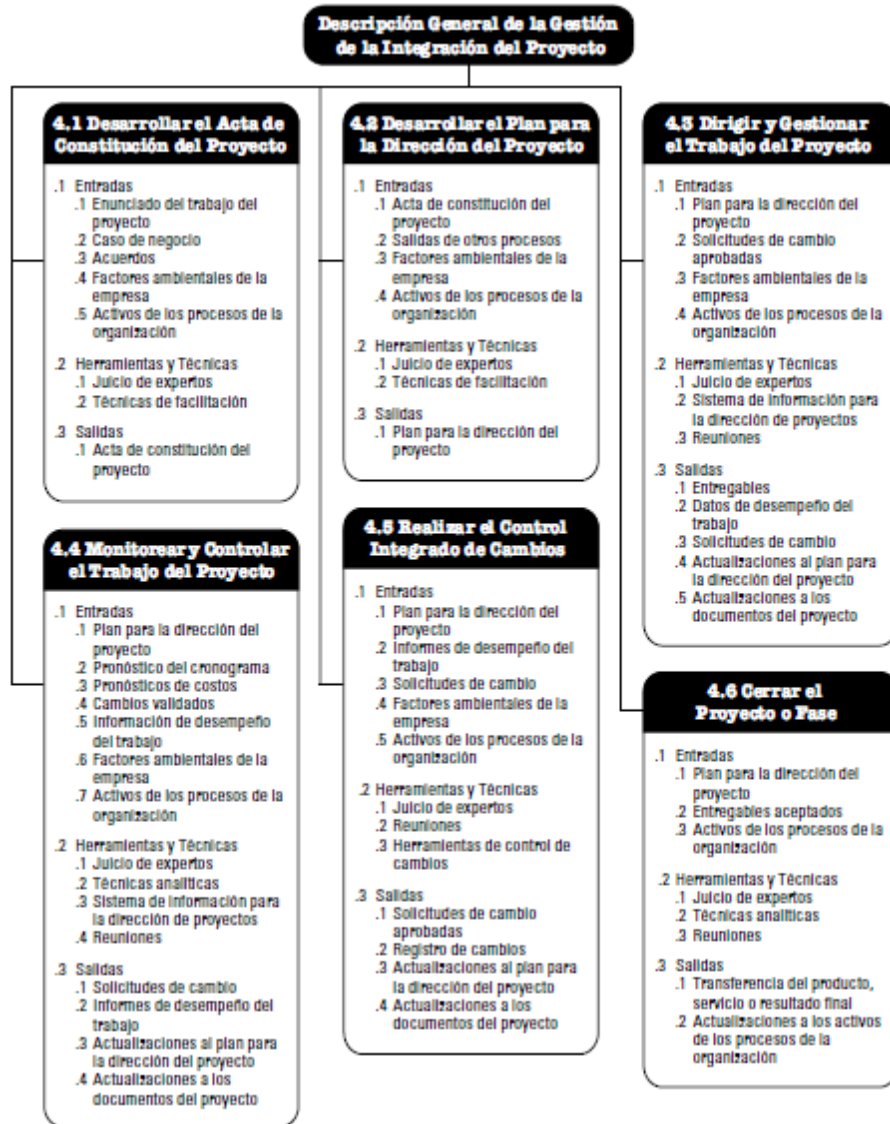 Descripción General de la Gestión
de la Integración del Proyecto
4.1 Desarrollar el Acta de
Constitución del Proyecto
.1 Entradas
.1 Enunciado del trabajo del
proyecto
.2 Caso de negocio
.3 Acuerdos
.4 Factores ambientales de la
empresa
.5 Activos de los procesos de la
organización
.2 Herramientas y Técnicas
.1 Juicio de expertos
.2 Técnicas de facilitación
.3 Salidas
.1 Acta de constitución del
proyecto
4.2 Desarrollar el Plan para
la Dirección del Proyecto
.1 Entradas
.1 Acta de constitución del
proyecto
.2 Salidas de otros procesos
.3 Factores ambientales de la
empresa
.4 Activos de los procesos de la
organización
.2 Herramientas y Técnicas
.1 Juicio de expertos
.2 Técnicas de facilitación
.3 Salidas
.1 Plan para la dirección del
proyecto
4.3 Dirigir y Gestionar
el Trabajo del Proyecto
.1 Entradas
.1 Plan para la dirección del
proyecto
.2 Solicitudes de cambio
aprobadas
.3 Factores ambientales de la
empresa
.4 Activos de los procesos de la
organización
.2 Herramientas y Técnicas
.1 Juicio de expertos
.2 Sistema de información para
la dirección de proyectos
.3 Reuniones
.3 Salidas
.1 Entregables
.2 Datos de desempeño del
trabajo
.3 Solicitudes de cambio
.4 Actualizaciones al plan para
la dirección del proyecto
.5 Actualizaciones a los
documentos del proyecto
4.4 Monitorear y Controlar
el Trabajo del Proyecto
.1 Entradas
.1 Plan para la dirección del
proyecto
.2 Pronóstico del cronograma
.3 Pronósticos de costos
.4 Cambios validados
.5 Información de desempeño
del trabajo
.6 Factores ambientales de la
empresa
.7 Activos de los procesos de la
organización
.2 Herramientas y Técnicas
.1 Juicio de expertos
.2 Técnicas analíticas
.3 Sistema de información para
la dirección de proyectos
.4 Reuniones
.3 Salidas
.1 Solicitudes de cambio
.2 Informes de desempeño del
trabajo
.3 Actualizaciones al plan para
la dirección del proyecto
.4 Actualizaciones a los
documentos del proyecto
4.5 Realizar el Control
Integrado de Cambios
.1 Entradas
.1 Plan para la dirección del
proyecto
.2 Informes de desempeño del
trabajo
.3 Solicitudes de cambio
.4 Factores ambientales de la
empresa
.5 Activos de los procesos de la
organización
.2 Herramientas y Técnicas
.1 Juicio de expertos
.2 Reuniones
.3 Herramientas de control de
cambios
.3 Salidas
.1 Solicitudes de cambio
aprobadas
.2 Registro de cambios
.3 Actualizaciones al plan para
la dirección del proyecto
.4 Actualizaciones a los
documentos del proyecto
4.6 Cerrar el
Proyecto o Fase
.1 Entradas
.1 Plan para la dirección del
proyecto
.2 Entregables aceptados
.3 Activos de los procesos de la
organización
.2 Herramientas y Técnicas
.1 Juicio de expertos
.2 Técnicas analíticas
.3 Reuniones
.3 Salidas
.1 Transferencia del producto,
servicio o resultado final
.2 Actualizaciones a los activos
de los procesos de la
organización